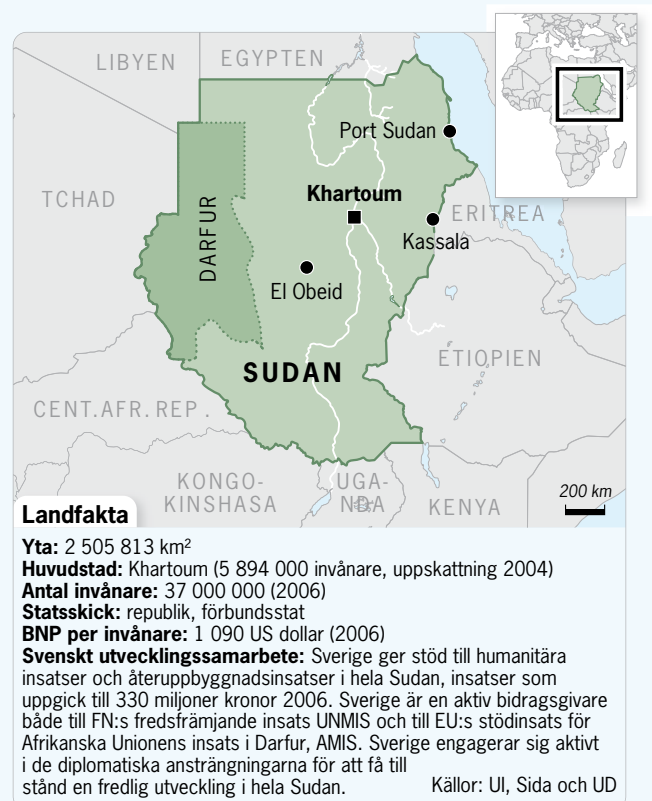 LIBYEN
EGYPTEN
Port Sudan
TCHAD
Khartoum
ERITREA
DARFUR
Kassala
El Obeid
SUDAN
ETIOPIEN
CENT.AFR.REP.
KONGO-
KINSHASA
UGA-
NDA
KENYA
200 km
Landfakta
Yta: 2 505 813 km²
Huvudstad: Khartoum (5 894 000 invånare, uppskattning 2004)
Antal invånare: 37 000 000 (2006)
Statsskick: republik, förbundsstat
BNP per invånare: 1 090 US dollar (2006)
Svenskt utvecklingssamarbete: Sverige ger stöd till humanitära
insatser och återuppbyggnadsinsatser i hela Sudan, insatser som
uppgick till 330 miljoner kronor 2006. Sverige är en aktiv bidragsgivare
både till FN:s fredsfrämjande insats UNMIS och till EU:s stödinsats för
Afrikanska Unionens insats i Darfur, AMIS. Sverige engagerar sig aktivt
i de diplomatiska ansträngningarna för att få till
stånd en fredlig utveckling i hela Sudan.
Källor: UI, Sida och UD